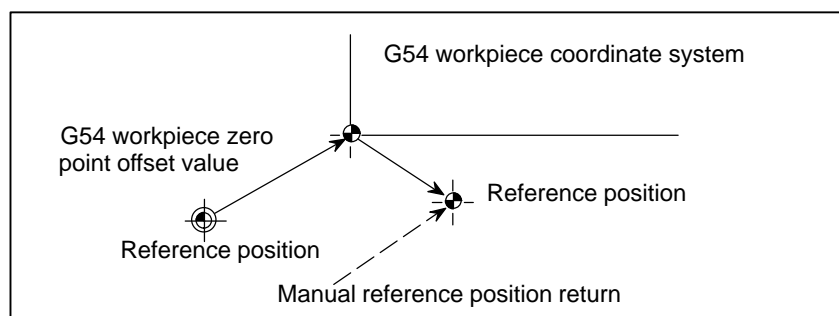 G54 workpiece coordinate system
G54 workpiece zero
point offset value
Reference position
Reference position
Manual reference position return